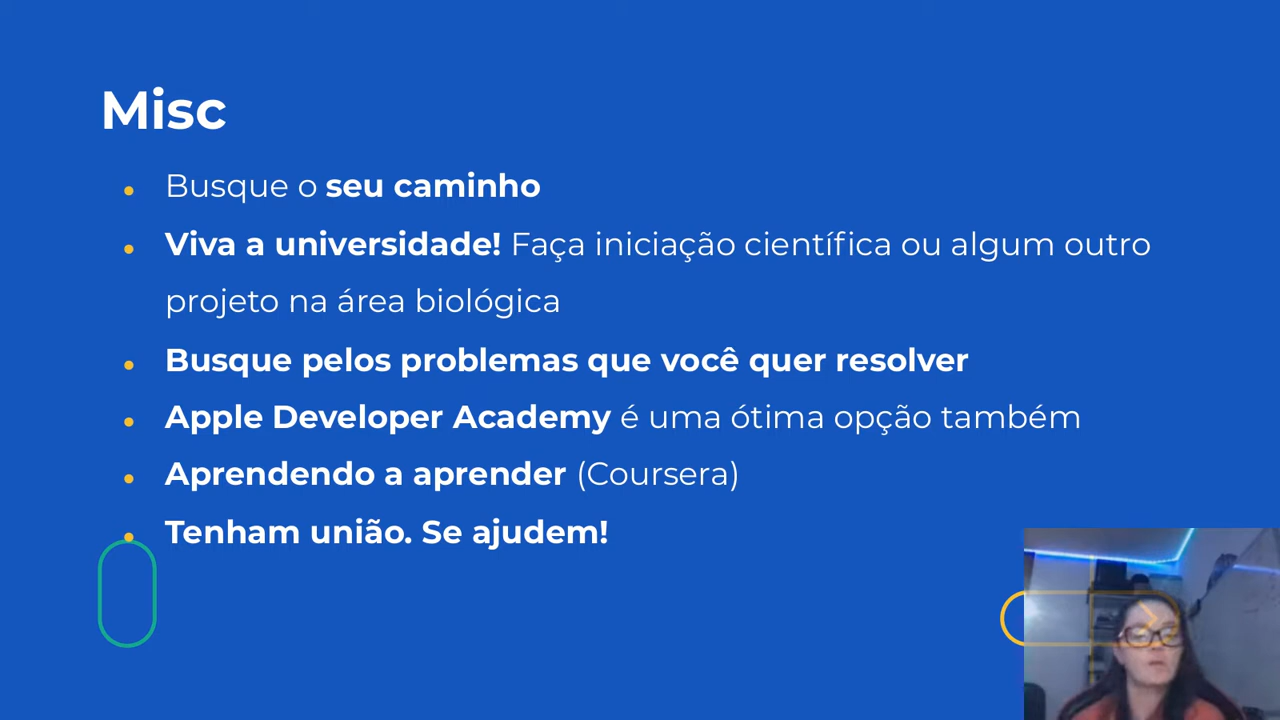 Misc
Busque o seu caminho
Viva a universidade! Faça iniciação científica ou algum outro
projeto na área biológica
Busque pelos problemas que você quer resolver
Apple Developer Academy é uma ótima opção também
Aprendendo a aprender (Coursera)
Tenham união. Se ajudem!